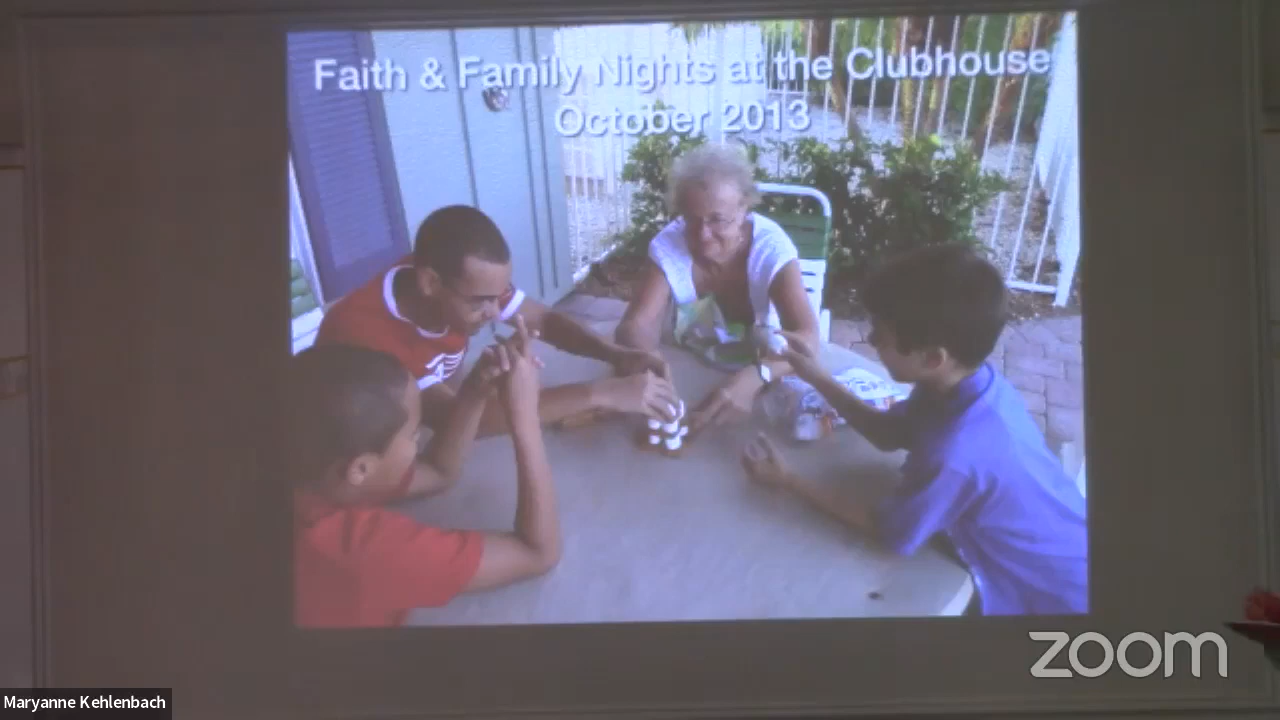 Faith & Family Nights at the Clubhouse
October 2013
zoom
Maryanne Kehlenbach